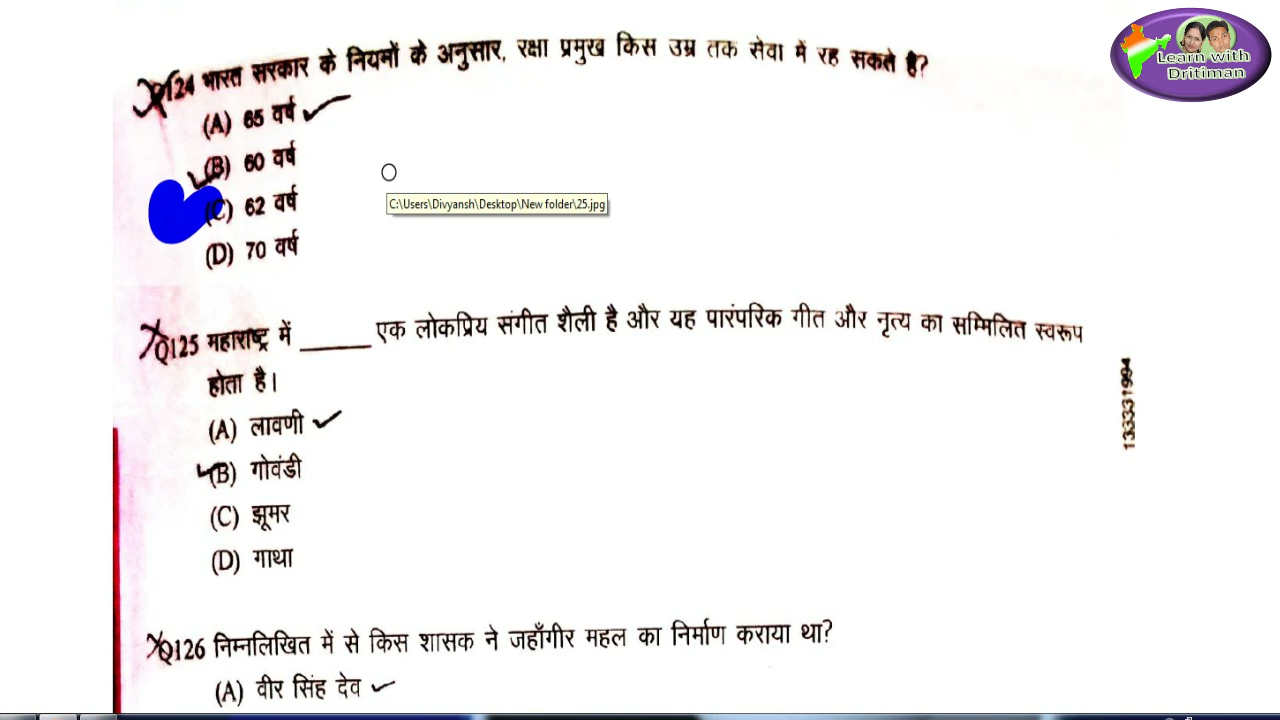 Learn with
Dritiman
Q124 भारत सरकार के नियमों के अनुसार, रक्षा प्रमुख किस उम्र तक सेवा में रह सकते है?
(A) 65 वर्ष
(B) 60 वर्ष
(C) 62 वर्ष
(D) 70 वर्ष
C:\Users\Divyansh\Desktop\New folder\25.jpg
Q125 महाराष्ट्र में ______ एक लोकप्रिय संगीत शैली है और यह पारंपरिक गीत और नृत्य का सम्मिलित स्वरूप
होता है।
(A) लावणी
(B) गोवंडी
(C) झूमर
(D) गाथा
133331994
Q126 निम्नलिखित में से किस शासक ने जहाँगीर महल का निर्माण कराया था?
(A) वीर सिंह देव